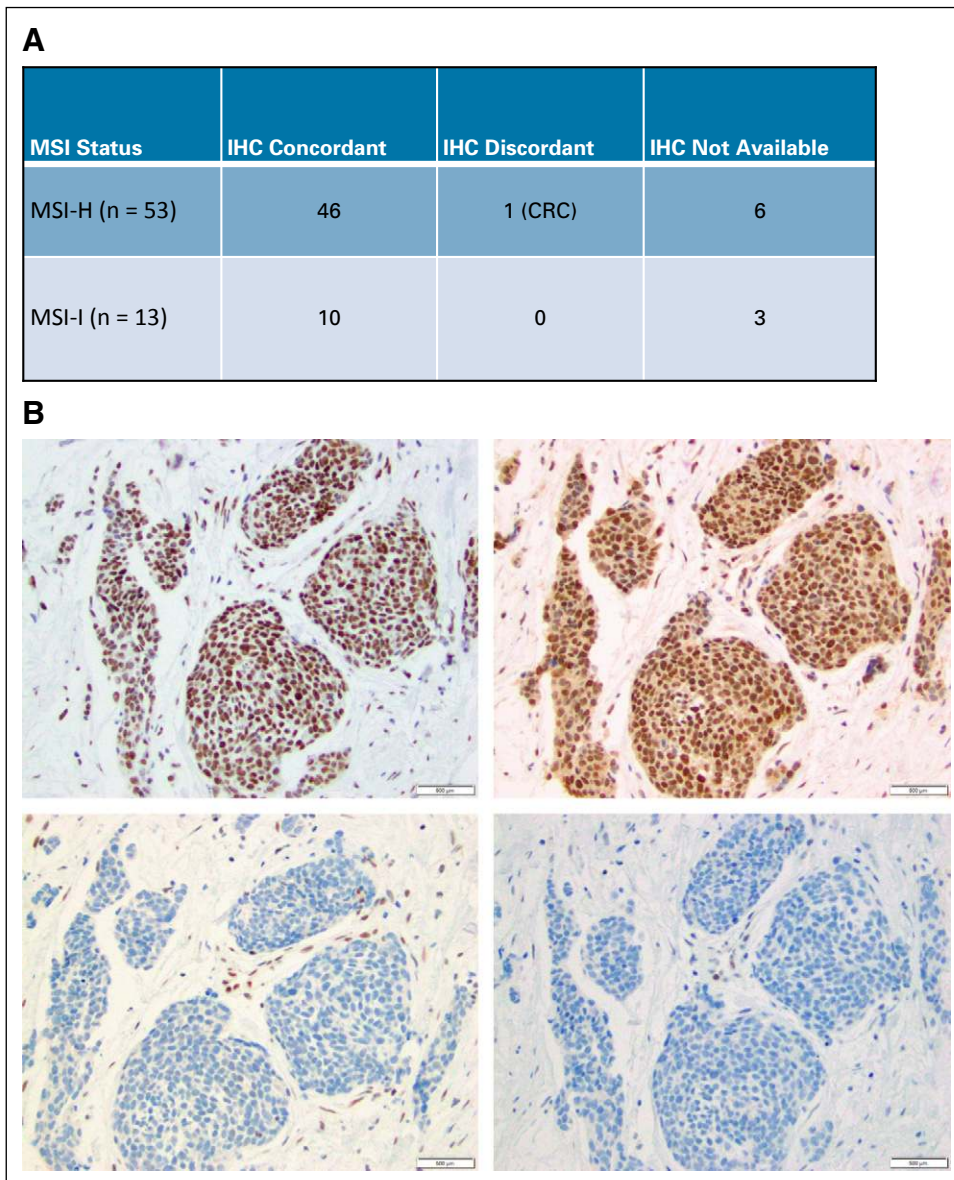 A
MSI Status IHC Concordant IHC Discordant IHC Not Available
MSI-H (n = 53) 46 1 (CRC) 6
MSI-I (n = 13) 10 0 3
B